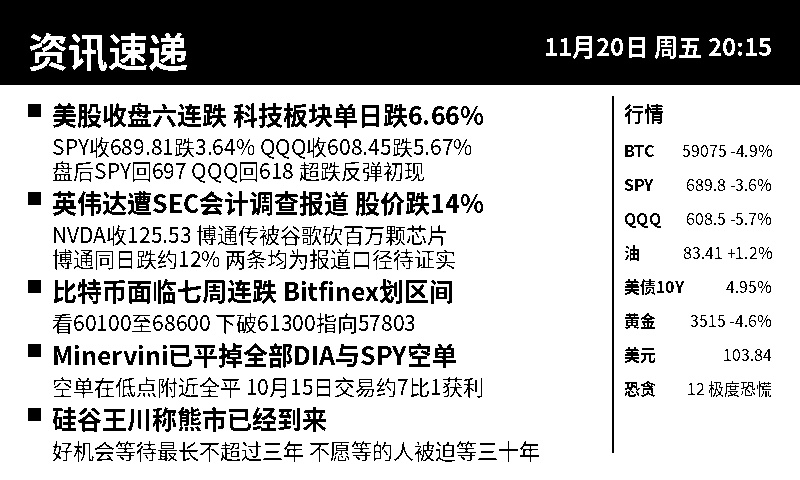 资讯速递
11月20日 周五 20:15
美股收盘六连跌 科技板块单日跌6.66%
SPY收689.81跌3.64% QQQ收608.45跌5.67%
盘后SPY回697 QQQ回618 超跌反弹初现
英伟达遭SEC会计调查报道 股价跌14%
NVDA收125.53 博通传被谷歌砍百万颗芯片
博通同日跌约12% 两条均为报道口径待证实
比特币面临七周连跌 Bitfinex划区间
看60100至68600 下破61300指向57803
Minervini已平掉全部DIA与SPY空单
空单在低点附近全平 10月15日交易约7比1获利
硅谷王川称熊市已经到来
好机会等待最长不超过三年 不愿等的人被迫等三十年
行情
BTC 59075 -4.9%
SPY 689.8 -3.6%
QQQ 608.5 -5.7%
油 83.41 +1.2%
美债10Y 4.95%
黄金 3515 -4.6%
美元 103.84
恐贪 12 极度恐慌